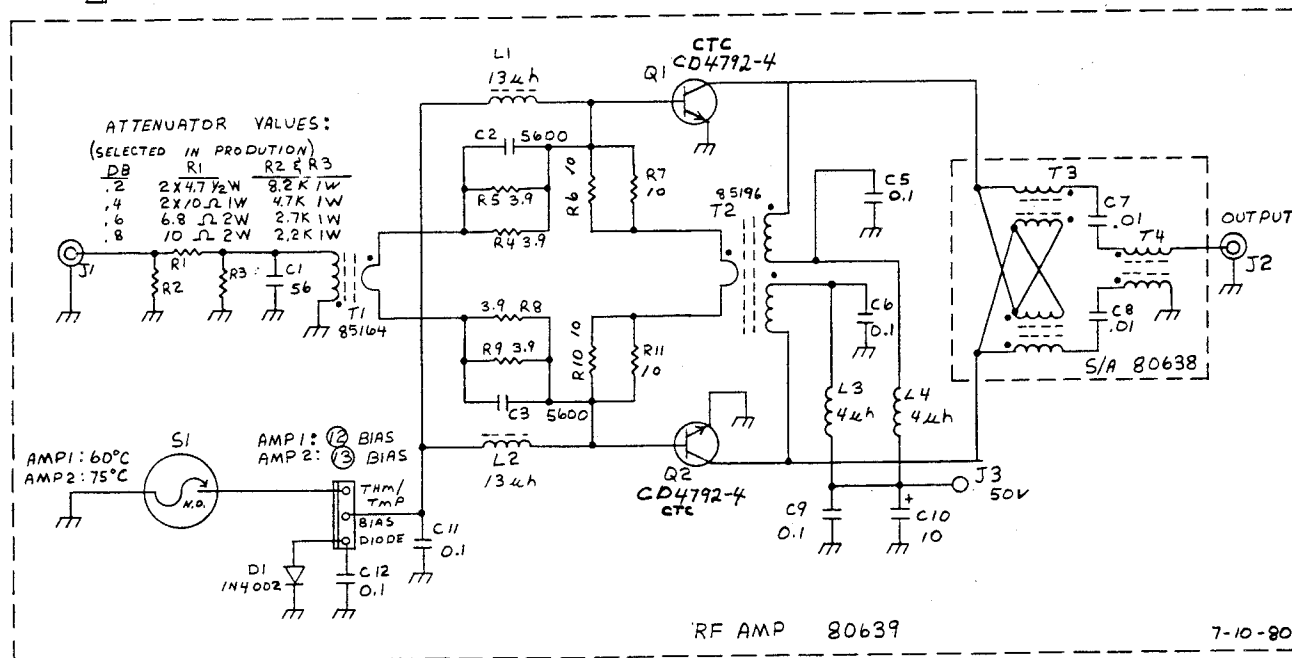 L1
13μh
CTC
CD4792-4
Q1
ATTENUATOR VALUES:
(SELECTED IN PRODUTION)
DB R1 R2 & R3
.2 2X4.7 ½W 8.2K 1W
.4 2X10Ω 1W 4.7K 1W
.6 6.8 Ω 2W 2.7K 1W
.8 10 Ω 2W 2.2K 1W
C2 5600
R5 3.9
R4 3.9
R6 10
R7
10
85196
T2
C5
0.1
T3
C7
.01
T4
OUTPUT
J2
J1
R1
R2
R3
C1
56
T1
85164
3.9 R8
R9 3.9
C3 5600
R10 10
R11
10
C6
0.1
C8
.01
S/A 80638
L3
4μh
L4
4μh
L2
13μh
Q2
CD4792-4
CTC
J3
50V
C9
0.1
+
C10
10
S1
AMP1: 60°C
AMP2: 75°C
N.O.
AMP1: 12 BIAS
AMP 2: 13 BIAS
THM/
TMP
BIAS
DIODE
C11
0.1
D1
1N4002
C12
0.1
RF AMP 80639
7-10-80